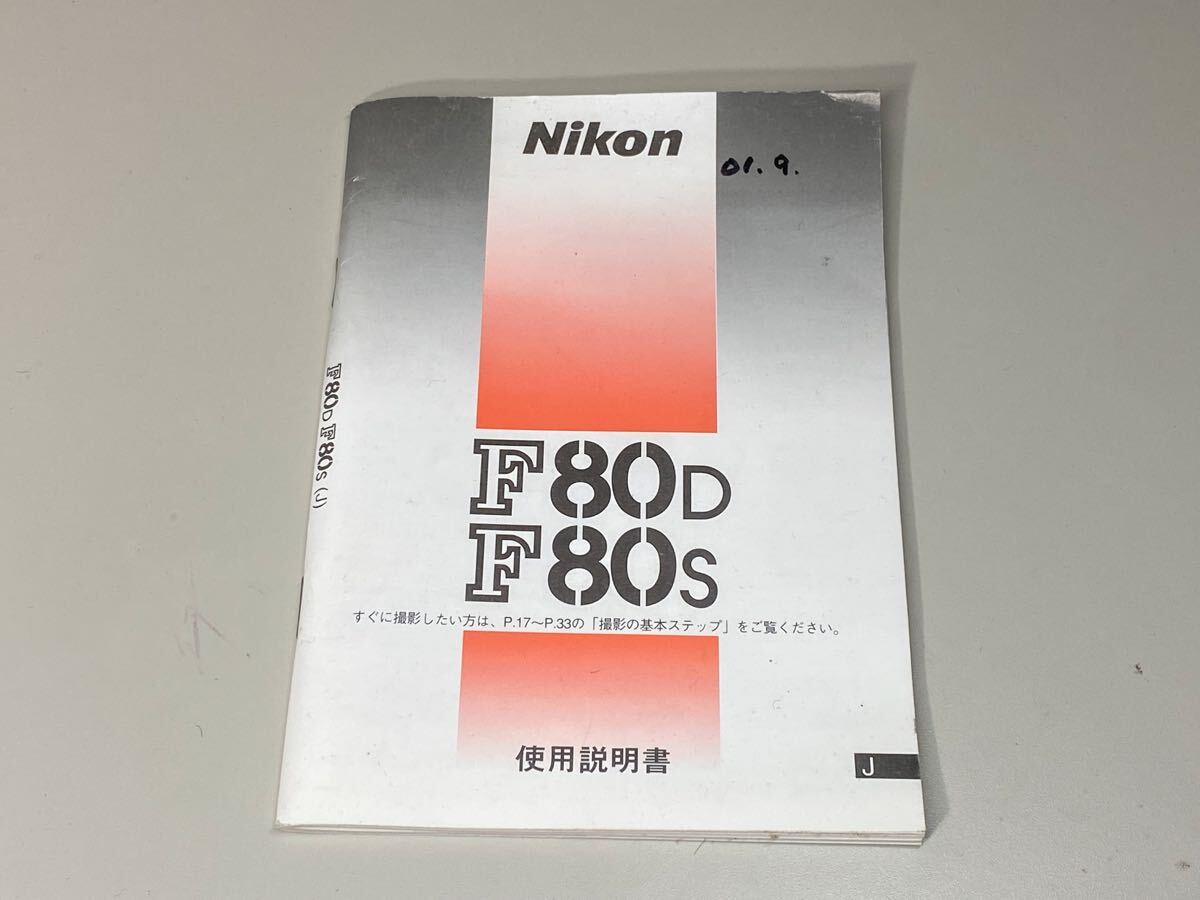 Nikon
01.9.
F80D
F80S
すぐに撮影したい方は、P.17～P.33の「撮影の基本ステップ」をご覧ください。
使用説明書
J
F80D F80S (J)